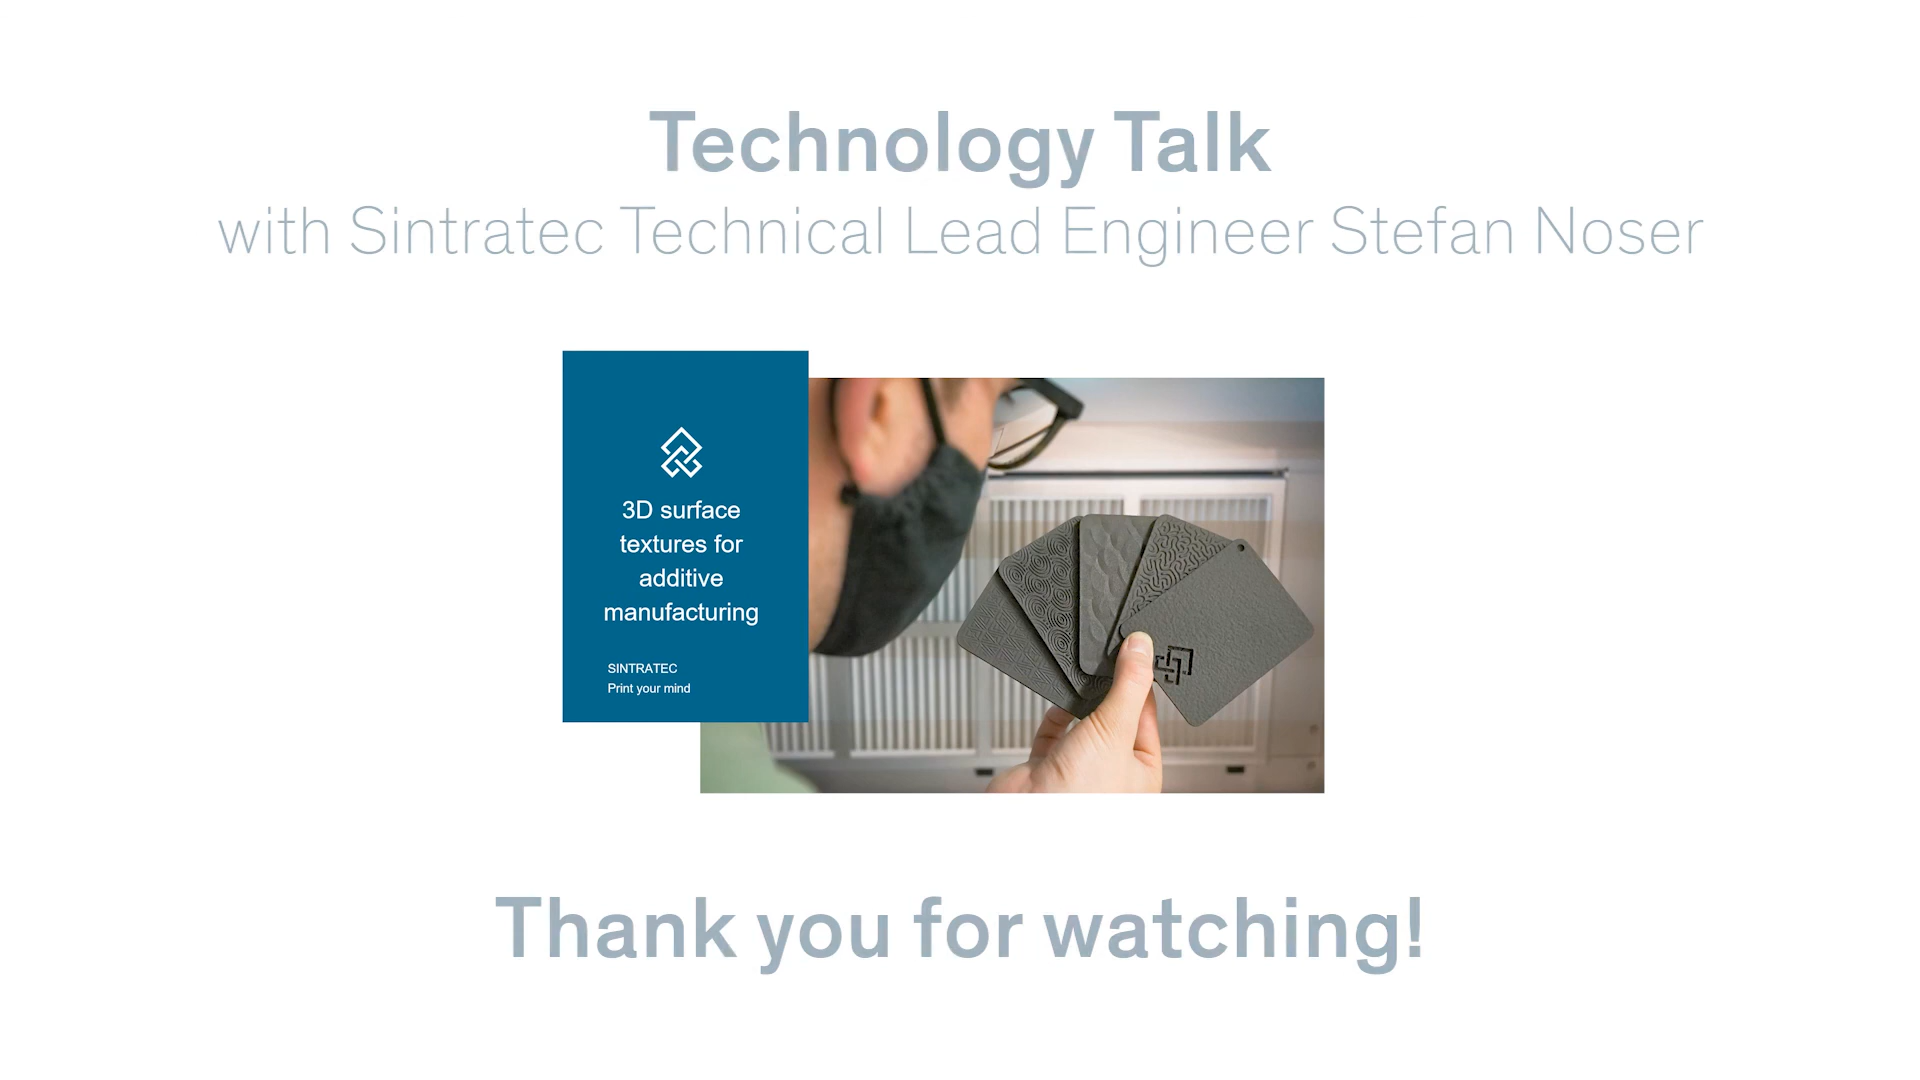 Technology Talk
with Sintratec Technical Lead Engineer Stefan Noser
3D surface
textures for
additive
manufacturing
SINTRATEC
Print your mind
Thank you for watching!